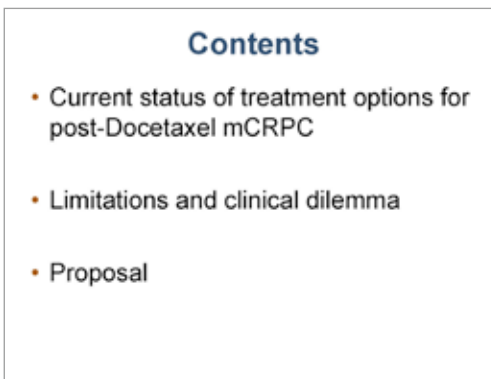 Contents
• Current status of treatment options for
post-Docetaxel mCRPC
• Limitations and clinical dilemma
• Proposal